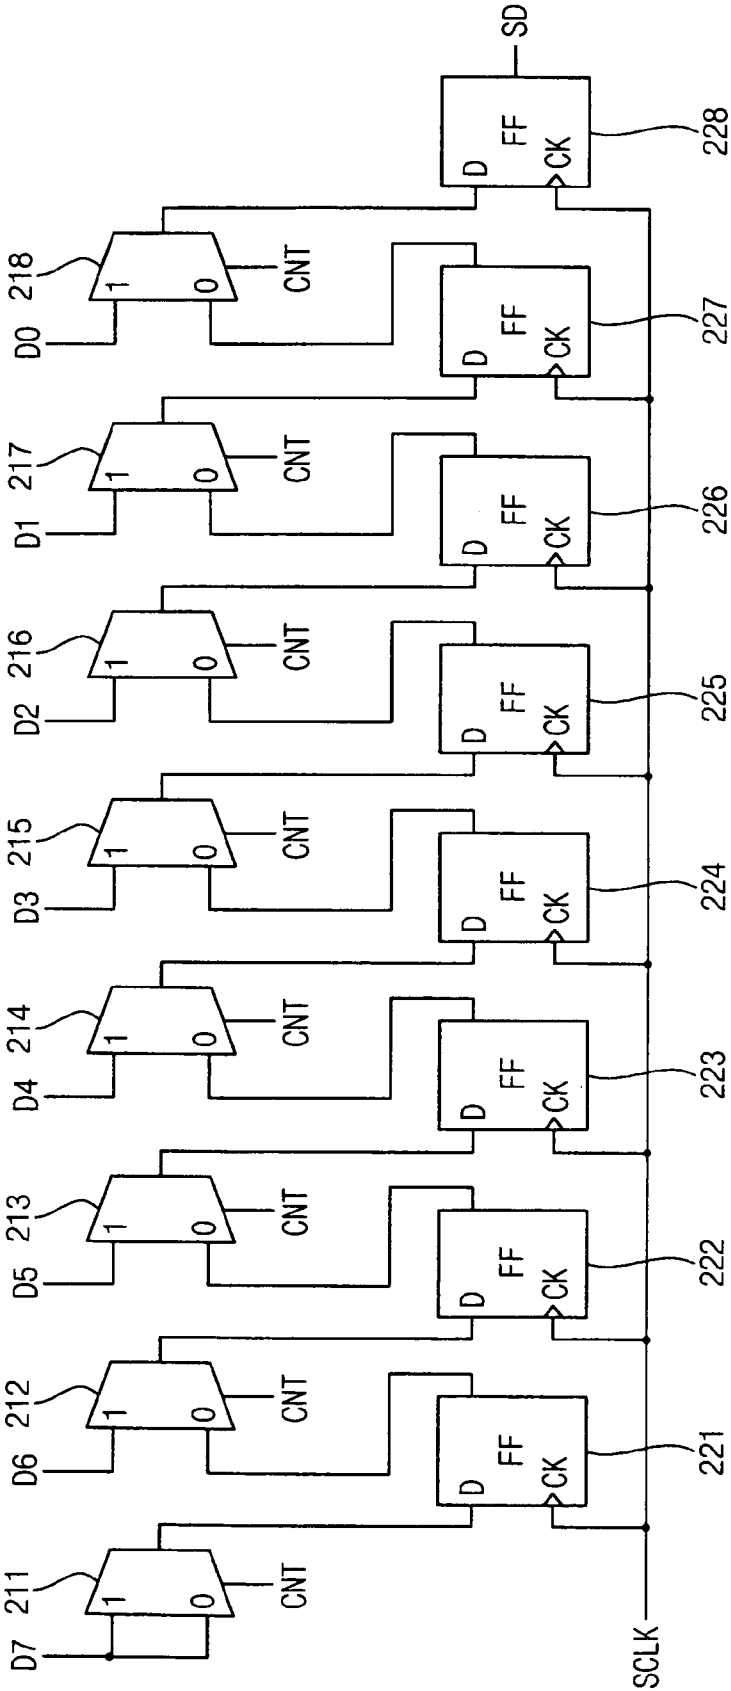 D7 D6 D5 D4 D3 D2 D1 D0
211 212 213 214 215 216 217 218
1 1 1 1 1 1 1 1
0 0 0 0 0 0 0 0
CNT CNT CNT CNT CNT CNT CNT CNT
D D D D D D D D
FF FF FF FF FF FF FF FF SD
CK CK CK CK CK CK CK CK
SCLK
221 222 223 224 225 226 227 228